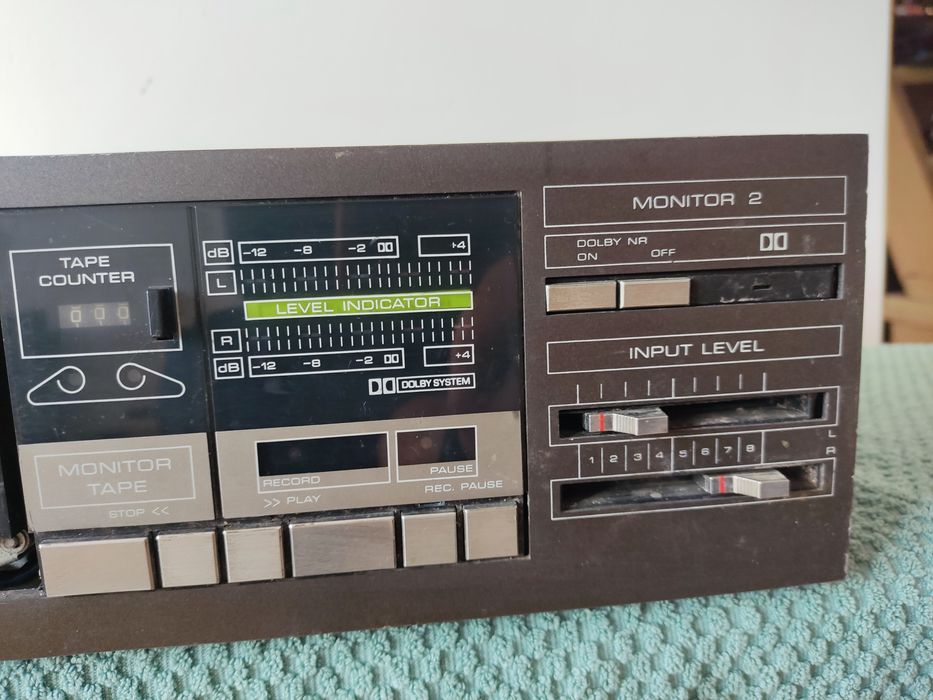 TAPE
COUNTER
000
dB -12 -8 -2 +4
L
LEVEL INDICATOR
R
dB -12 -8 -2 +4
DOLBY SYSTEM
MONITOR
TAPE
STOP <<
RECORD
>> PLAY
PAUSE
REC. PAUSE
MONITOR 2
DOLBY NR
ON OFF
INPUT LEVEL
1 2 3 4 5 6 7 8
L
R